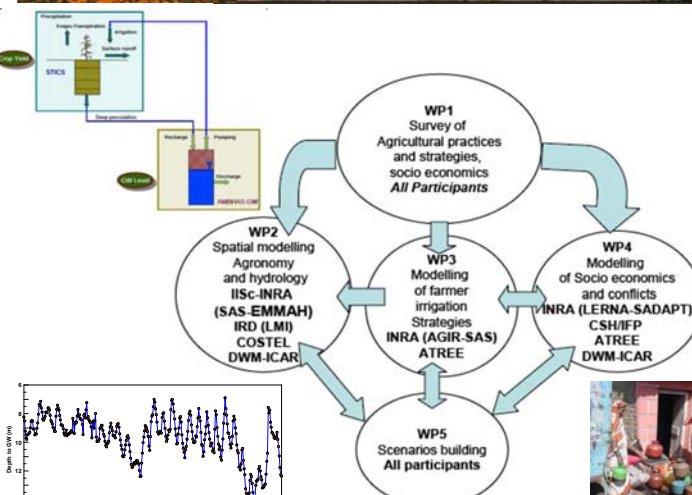 Precipitation
Evapo-Transpiration
Irrigation
Surface runoff
Crop Yield
STICS
Deep percolation
Recharge
Pumping
Discharge
GW Level
AMBHAS-GW
WP1
Survey of
Agricultural practices
and strategies,
socio economics
All Participants
WP2
Spatial modelling
Agronomy
and hydrology
IISc-INRA
(SAS-EMMAH)
IRD (LMI)
COSTEL
DWM-ICAR
WP3
Modelling
of farmer
irrigation
Strategies
INRA (AGIR-SAS)
ATREE
WP4
Modelling
of Socio economics
and conflicts
INRA (LERNA-SADAPT)
CSH/IFP
ATREE
DWM-ICAR
WP5
Scenarios building
All participants
6
8
10
12
Depth to GW (m)